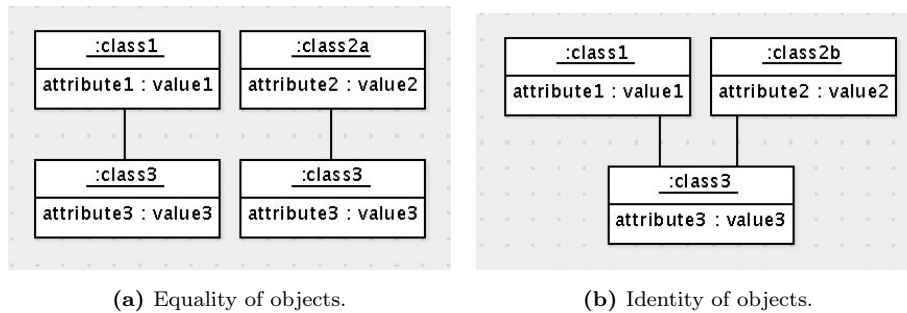 :class1
attribute1 : value1
:class2a
attribute2 : value2
:class3
attribute3 : value3
:class3
attribute3 : value3
(a) Equality of objects.
:class1
attribute1 : value1
:class2b
attribute2 : value2
:class3
attribute3 : value3
(b) Identity of objects.